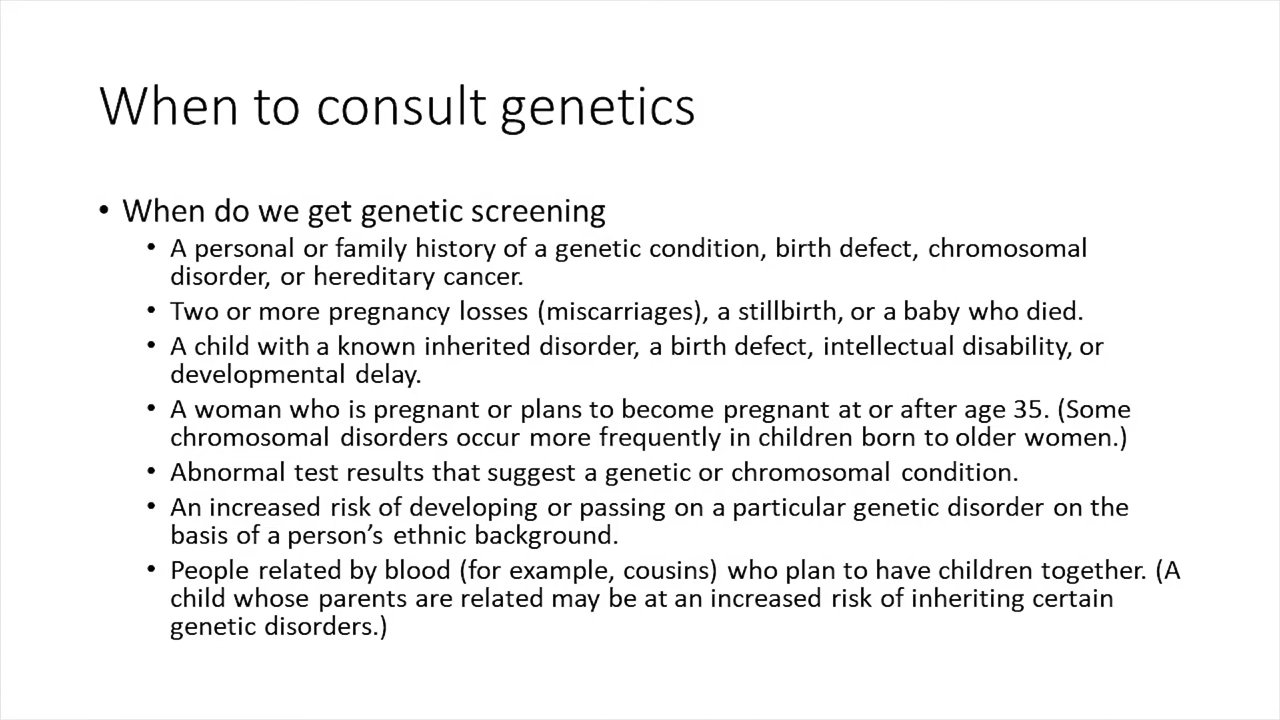 When to consult genetics
• When do we get genetic screening
• A personal or family history of a genetic condition, birth defect, chromosomal
disorder, or hereditary cancer.
• Two or more pregnancy losses (miscarriages), a stillbirth, or a baby who died.
• A child with a known inherited disorder, a birth defect, intellectual disability, or
developmental delay.
• A woman who is pregnant or plans to become pregnant at or after age 35. (Some
chromosomal disorders occur more frequently in children born to older women.)
• Abnormal test results that suggest a genetic or chromosomal condition.
• An increased risk of developing or passing on a particular genetic disorder on the
basis of a person’s ethnic background.
• People related by blood (for example, cousins) who plan to have children together. (A
child whose parents are related may be at an increased risk of inheriting certain
genetic disorders.)